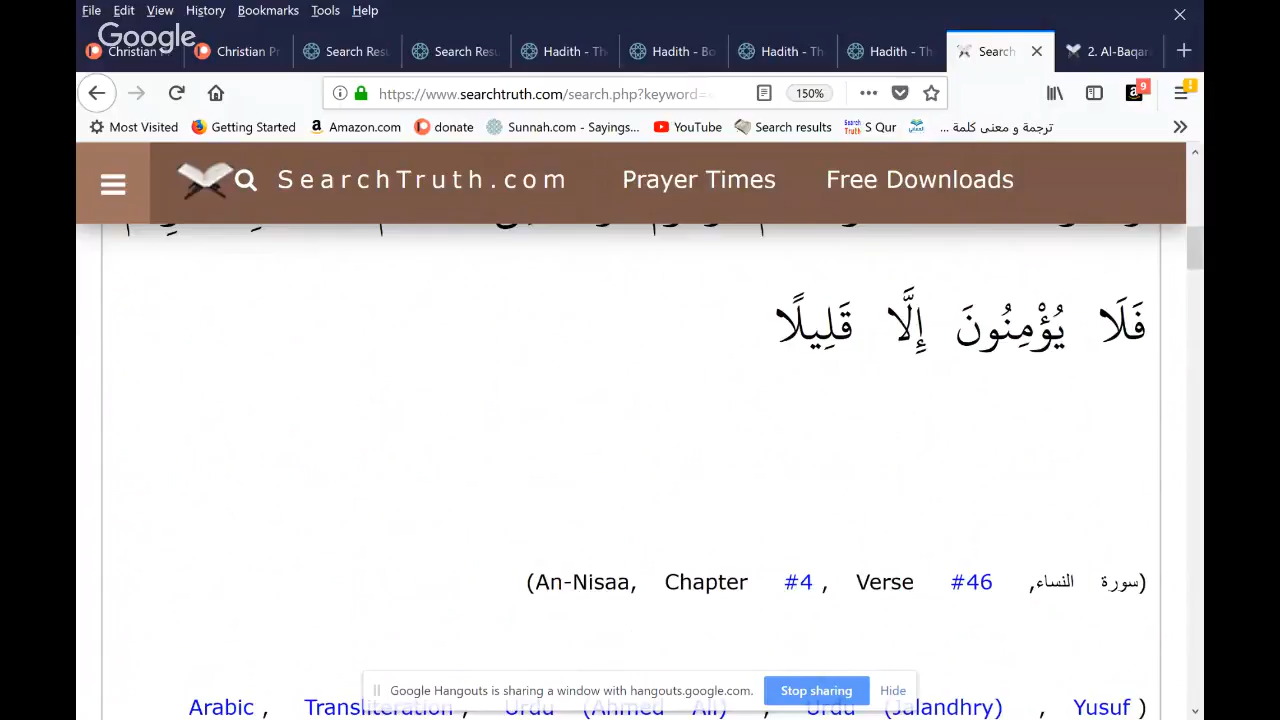 File Edit View History Bookmarks Tools Help
Google
Christian Christian Pr Search Resu Search Resu Hadith - Th Hadith - Bo Hadith - Th Hadith - Th Search 2. Al-Baqara
https://www.searchtruth.com/search.php?keyword= 150% 9
Most Visited Getting Started Amazon.com donate Sunnah.com - Sayings... YouTube Search results S Qur ترجمة و معنى كلمة ...
SearchTruth.com Prayer Times Free Downloads
فَلَا يُؤْمِنُونَ إِلَّا قَلِيلًا
(An-Nisaa, Chapter #4, Verse #46 ,سورة النساء)
Google Hangouts is sharing a window with hangouts.google.com. Stop sharing Hide
Arabic, Transliteration, Urdu (Ahmed Ali), Urdu (Jalandhry), Yusuf )